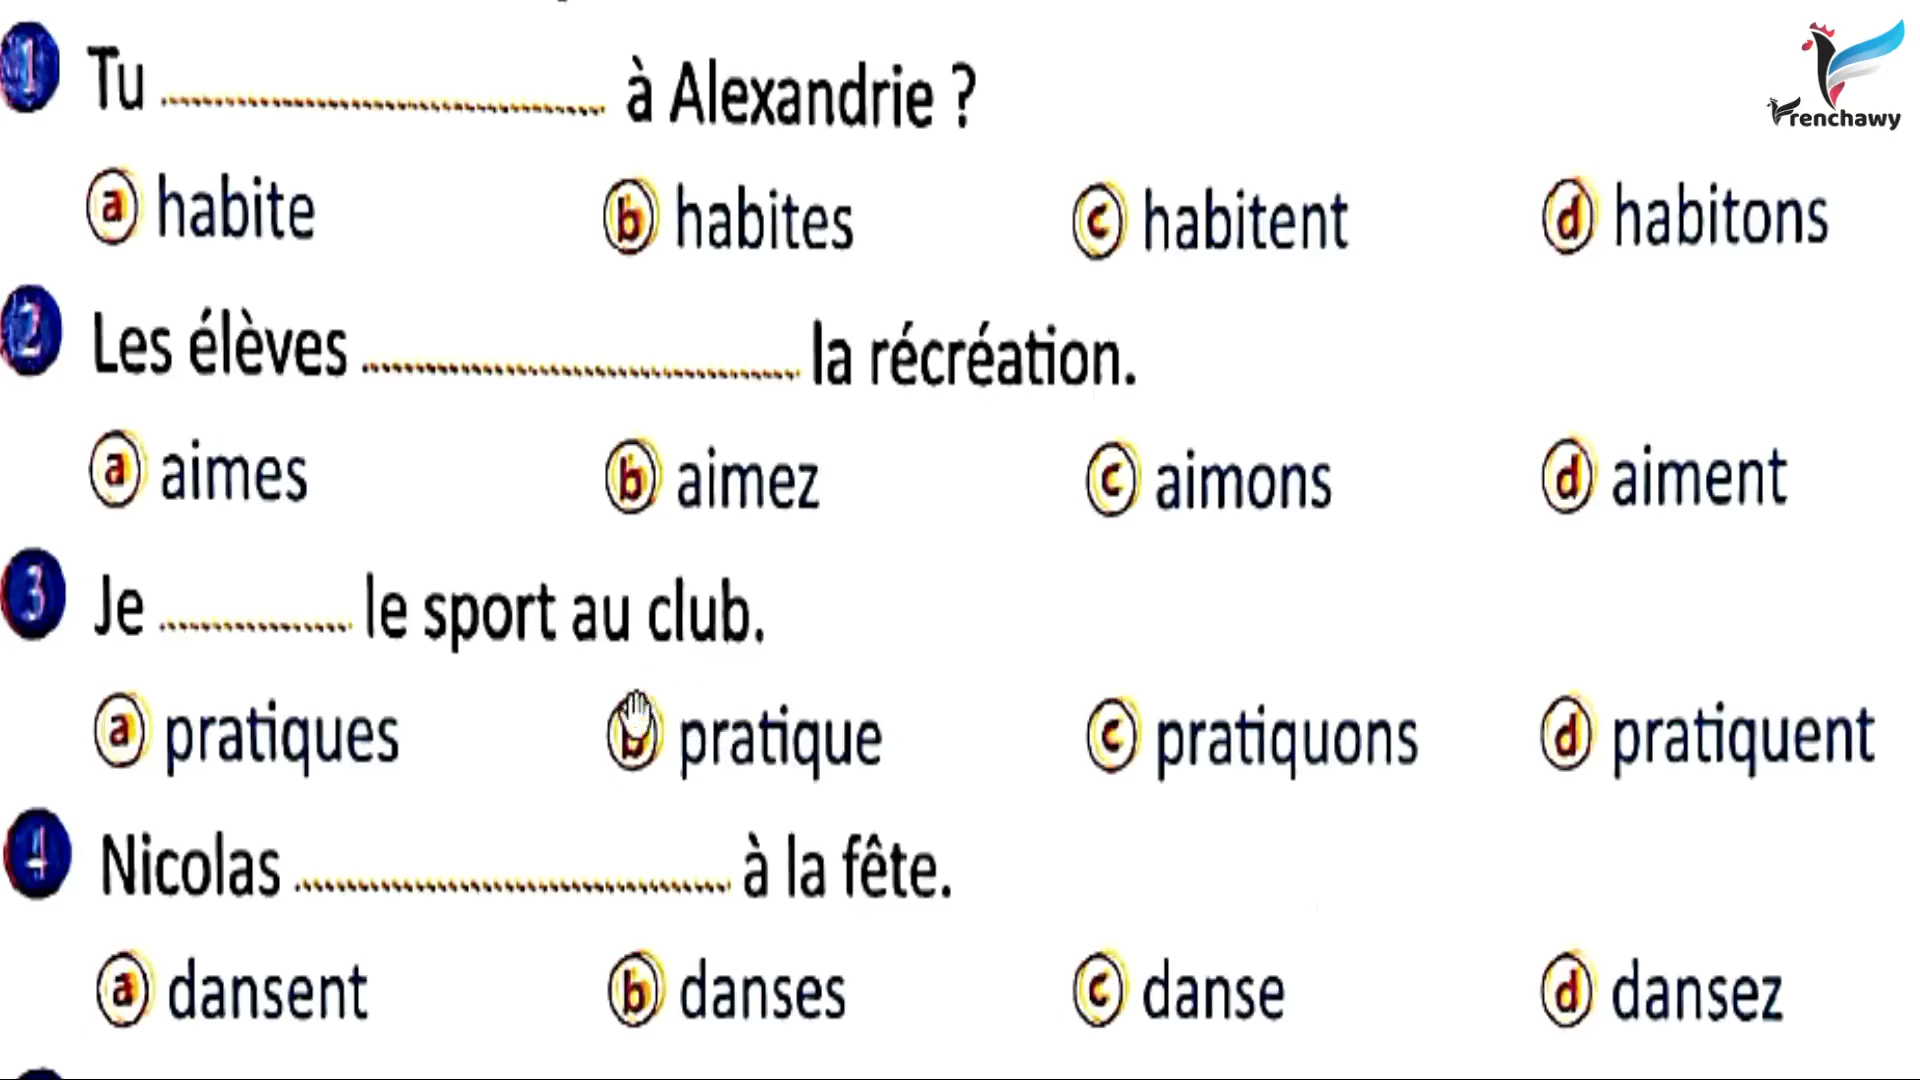 1 Tu ........................ à Alexandrie ?
a habite b habites c habitent d habitons
2 Les élèves ........................ la récréation.
a aimes b aimez c aimons d aiment
3 Je ............ le sport au club.
a pratiques b pratique c pratiquons d pratiquent
4 Nicolas ........................ à la fête.
a dansent b danses c danse d dansez
Frenchawy